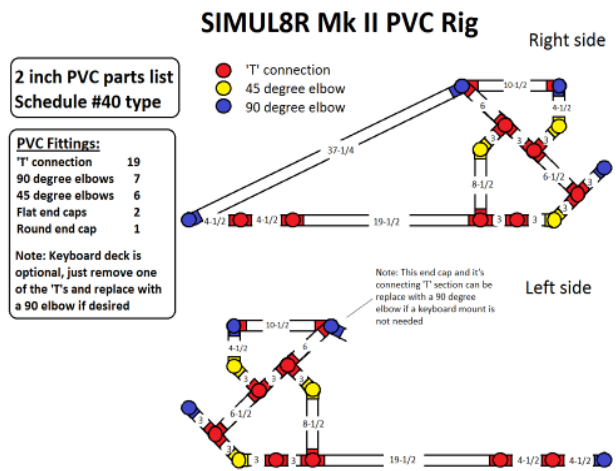 SIMUL8R Mk II PVC Rig
Right side
2 inch PVC parts list
Schedule #40 type
'T' connection
45 degree elbow
90 degree elbow
PVC Fittings:
'T' connection 19
90 degree elbows 7
45 degree elbows 6
Flat end caps 2
Round end cap 1
Note: Keyboard deck is
optional, just remove one
of the 'T's and replace with
a 90 elbow if desired
10-1/2
6
4-1/2
3
3
3
37-1/4
8-1/2
6-1/2
3
3
4-1/2
4-1/2
19-1/2
3
3
Note: This end cap and it's
connecting 'T' section can be
replace with a 90 degree
elbow if a keyboard mount is
not needed
Left side
10-1/2
4-1/2
6
3
3
3
3
6-1/2
8-1/2
3
3
3
19-1/2
4-1/2
4-1/2